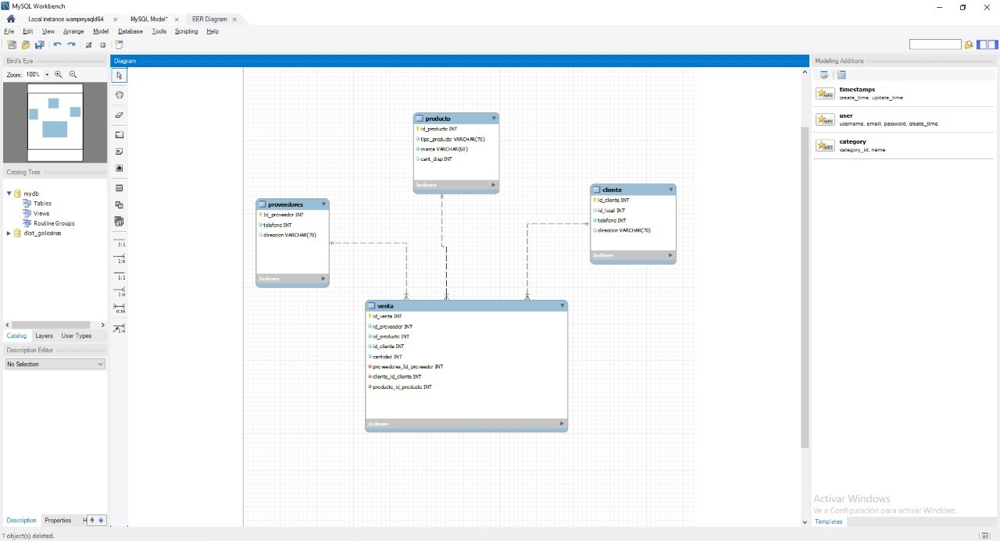 MySQL Workbench
Local instance wampmysqld64 × MySQL Model* × EER Diagram ×
File Edit View Arrange Model Database Tools Scripting Help
Bird's Eye
Zoom: 100%
Catalog Tree
mydb
Tables
Views
Routine Groups
dist_golosinas
Catalog Layers User Types
Description Editor
No Selection
Description Properties H
1 object(s) deleted.
Diagram
1:1
1:n
1:1
1:n
n:m
1:n
producto
id_producto INT
tipo_producto VARCHAR(70)
marca VARCHAR(60)
cant_disp INT
Indexes
proveedores
Id_proveedor INT
telefono INT
direccion VARCHAR(70)
Indexes
cliente
id_cliente INT
id_local INT
telefono INT
direccion VARCHAR(70)
Indexes
venta
id_venta INT
id_proveedor INT
id_producto INT
id_cliente INT
cantidad INT
proveedores_Id_proveedor INT
cliente_id_cliente INT
producto_id_producto INT
Indexes
Modeling Additions
timestamps
create_time, update_time
user
username, email, password, create_time
category
category_id, name
Activar Windows
Ve a Configuración para activar Windows.
Templates